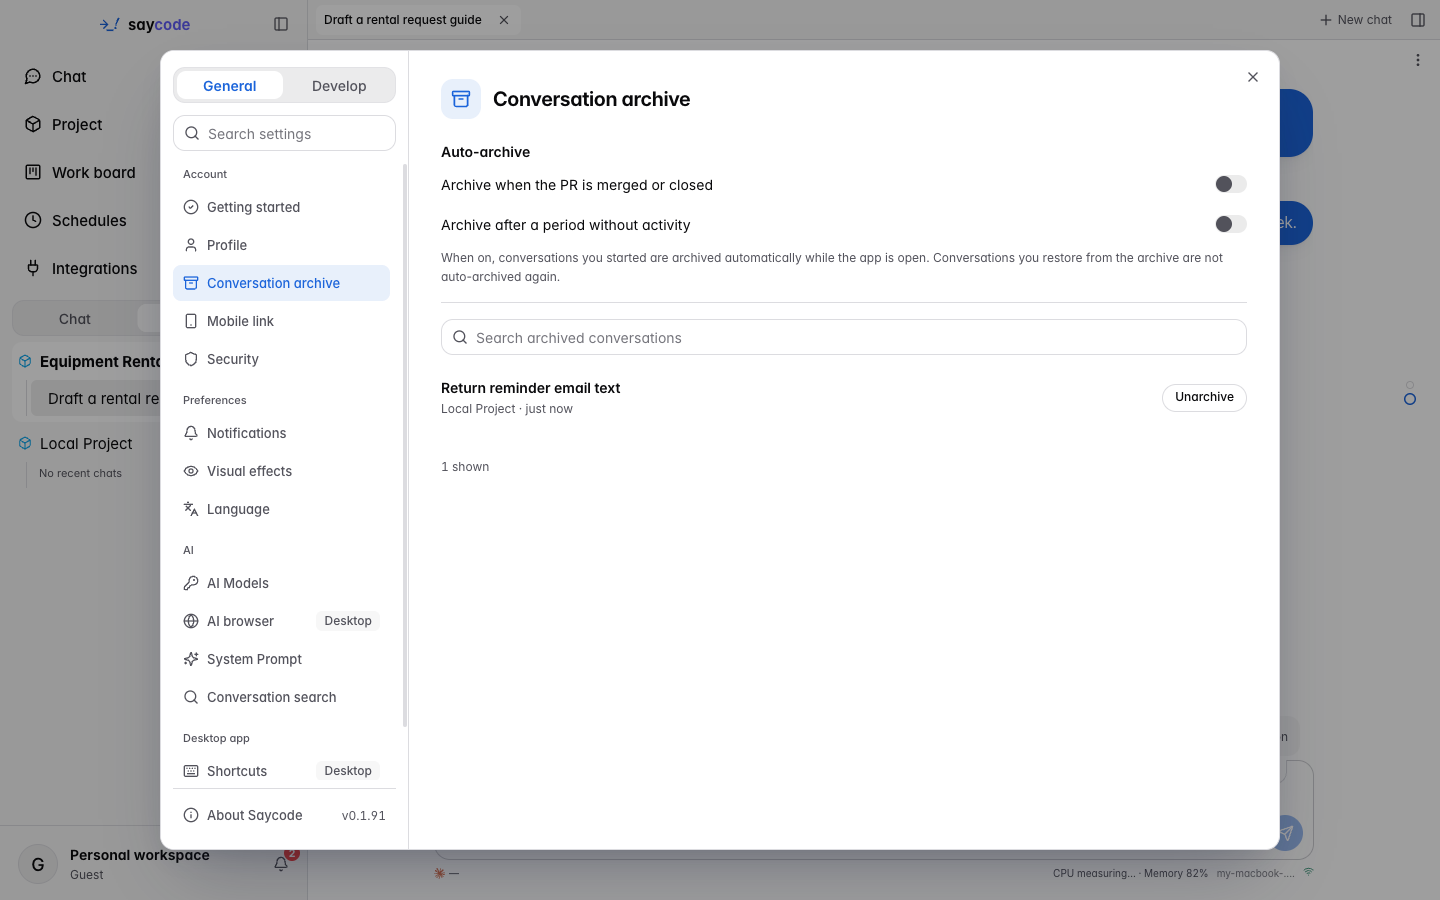 saycode
Draft a rental request guide
New chat
Chat
Project
Work board
Schedules
Integrations
Chat
Equipment Rent
Draft a rental re
Local Project
No recent chats
G
Personal workspace
Guest
2
General
Develop
Search settings
Account
Getting started
Profile
Conversation archive
Mobile link
Security
Preferences
Notifications
Visual effects
Language
AI
AI Models
AI browser
Desktop
System Prompt
Conversation search
Desktop app
Shortcuts
Desktop
About Saycode
v0.1.91
Conversation archive
Auto-archive
Archive when the PR is merged or closed
Archive after a period without activity
When on, conversations you started are archived automatically while the app is open. Conversations you restore from the archive are not
auto-archived again.
Search archived conversations
Return reminder email text
Local Project · just now
Unarchive
1 shown
ek.
n
CPU measuring... · Memory 82%
my-macbook-....